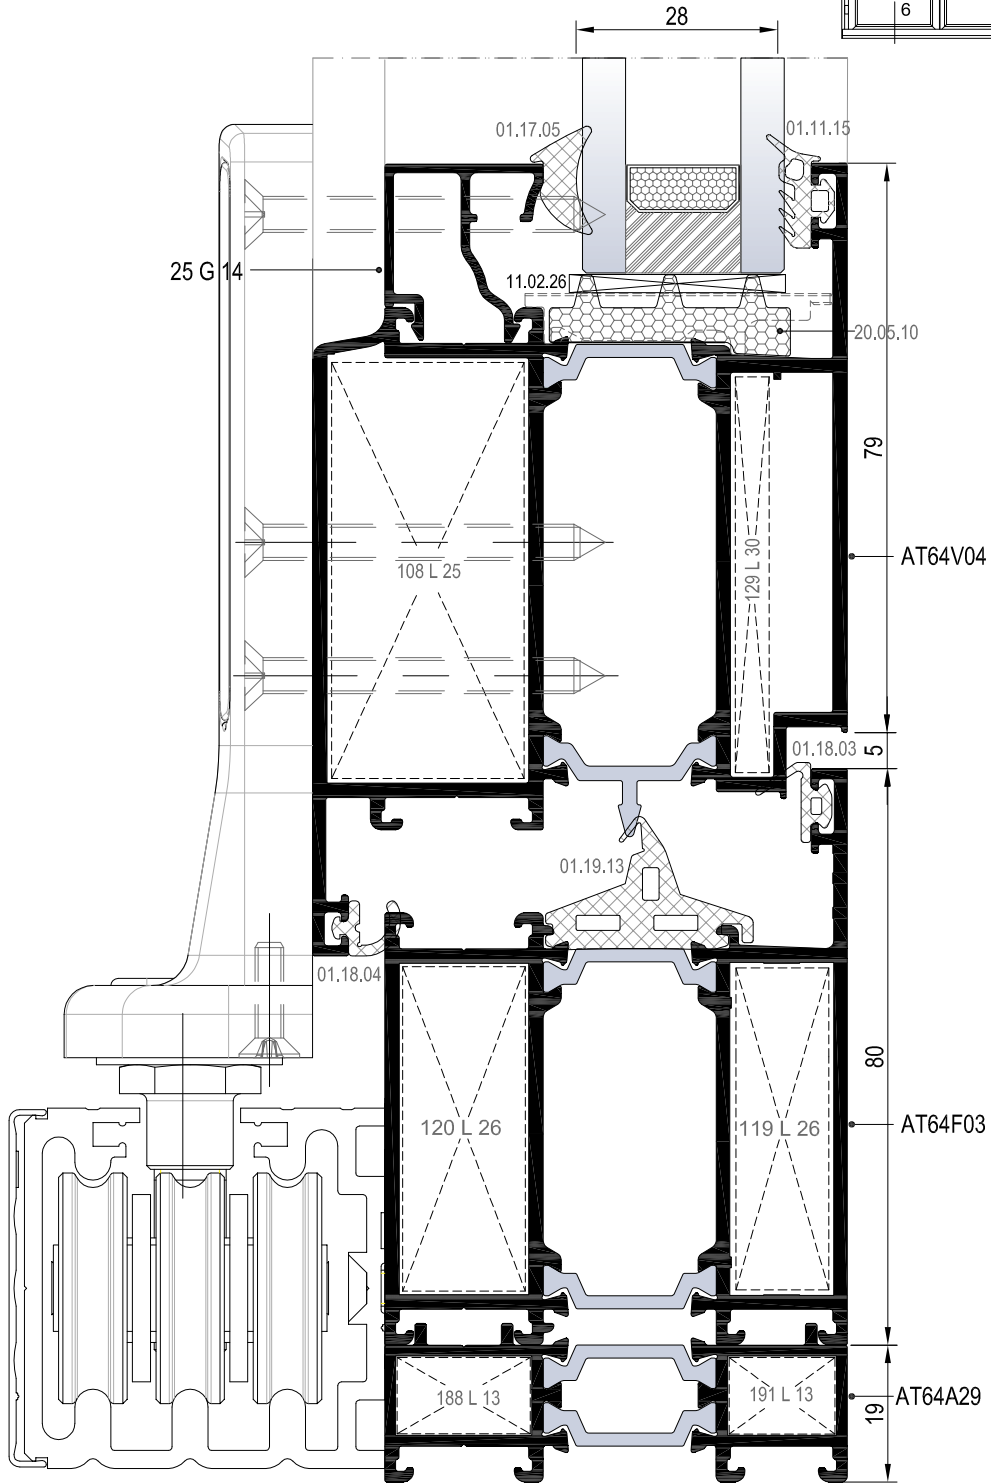 28
6
01.17.05
01.11.15
25 G 14
11.02.26
20.05.10
79
AT64V04
108 L 25
129 L 30
01.18.03
5
01.19.13
01.18.04
80
120 L 26
119 L 26
AT64F03
188 L 13
191 L 13
19
AT64A29